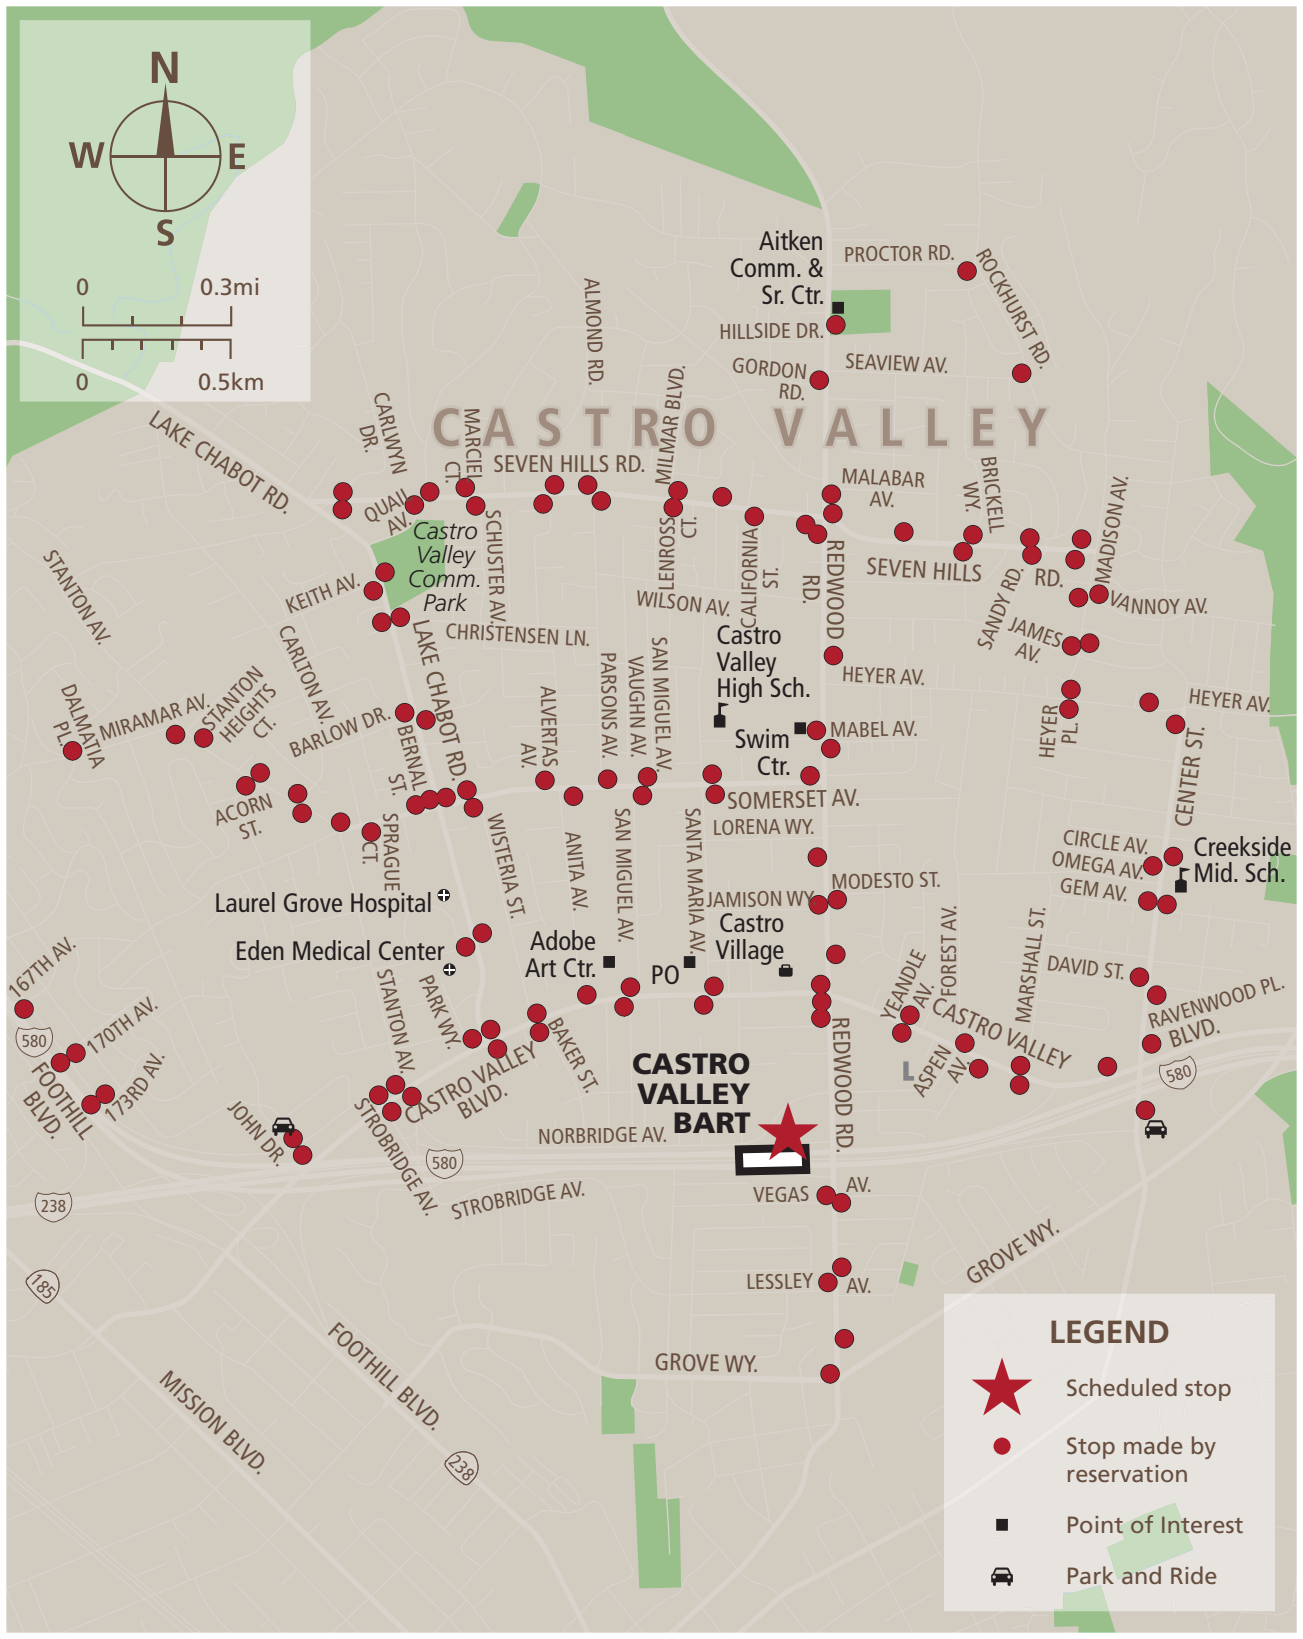 N
W
E
S
0
0.3mi
0
0.5km
Aitken
Comm. &
Sr. Ctr.
PROCTOR RD.
ROCKHURST RD.
HILLSIDE DR.
GORDON
RD.
SEAVIEW AV.
ALMOND RD.
MILMAR BLVD.
LAKE CHABOT RD.
CARLWYN
DR.
MARCIEL
CT.
CASTRO VALLEY
SEVEN HILLS RD.
MALABAR
AV.
BRICKELL
WY.
MADISON AV.
QUAIL
AV.
Castro
Valley
Comm.
Park
SCHUSTER AV.
LENROSS
CT.
CALIFORNIA
ST.
REDWOOD
RD.
SEVEN HILLS
RD.
SANDY RD.
VANNOY AV.
STANTON AV.
KEITH AV.
WILSON AV.
CHRISTENSEN LN.
JAMES
AV.
CARLTON AV.
LAKE CHABOT RD.
Castro
Valley
High Sch.
HEYER AV.
HEYER AV.
HEYER
PL.
DALMATIA
PL.
MIRAMAR AV.
STANTON
HEIGHTS
CT.
BARLOW DR.
BERNAL
ST.
ALVERTAS
AV.
PARSONS AV.
VAUGHN AV.
SAN MIGUEL AV.
Swim
Ctr.
MABEL AV.
CENTER ST.
ACORN
ST.
SPRAGUE
CT.
WISTERIA ST.
ANITA AV.
SAN MIGUEL AV.
SANTA MARIA AV.
SOMERSET AV.
LORENA WY.
CIRCLE AV.
OMEGA AV.
GEM AV.
Creekside
Mid. Sch.
Laurel Grove Hospital
Eden Medical Center
JAMISON WY.
MODESTO ST.
Castro
Village
Adobe
Art Ctr.
PO
YEANDLE
AV.
FOREST AV.
MARSHALL ST.
DAVID ST.
RAVENWOOD PL.
167TH AV.
580
170TH AV.
173RD AV.
FOOTHILL
BLVD.
STANTON AV.
PARK WY.
BAKER ST.
CASTRO VALLEY
BLVD.
CASTRO VALLEY
BLVD.
ASPEN
AV.
L
580
JOHN DR.
STROBRIDGE AV.
CASTRO
VALLEY
BART
REDWOOD RD.
NORBRIDGE AV.
580
STROBRIDGE AV.
238
VEGAS
AV.
185
LESSLEY
AV.
GROVE WY.
GROVE WY.
FOOTHILL BLVD.
MISSION BLVD.
238
LEGEND
Scheduled stop
Stop made by
reservation
Point of Interest
Park and Ride